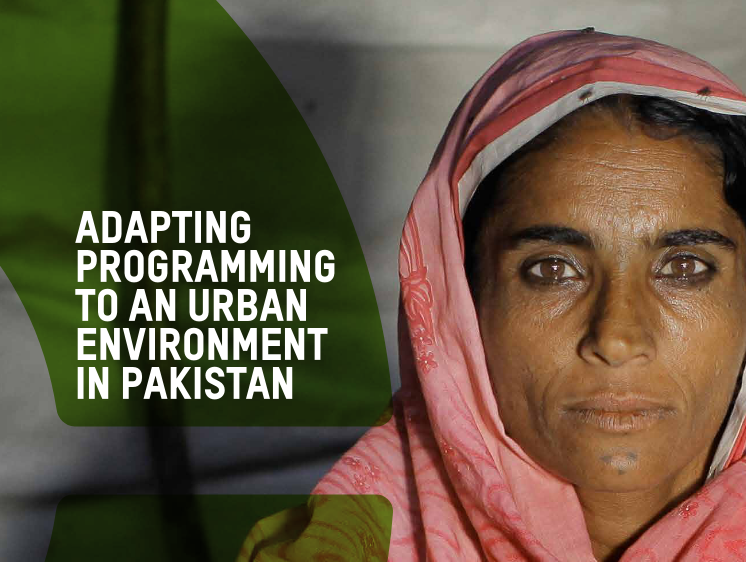 ADAPTING
PROGRAMMING
TO AN URBAN
ENVIRONMENT
IN PAKISTAN